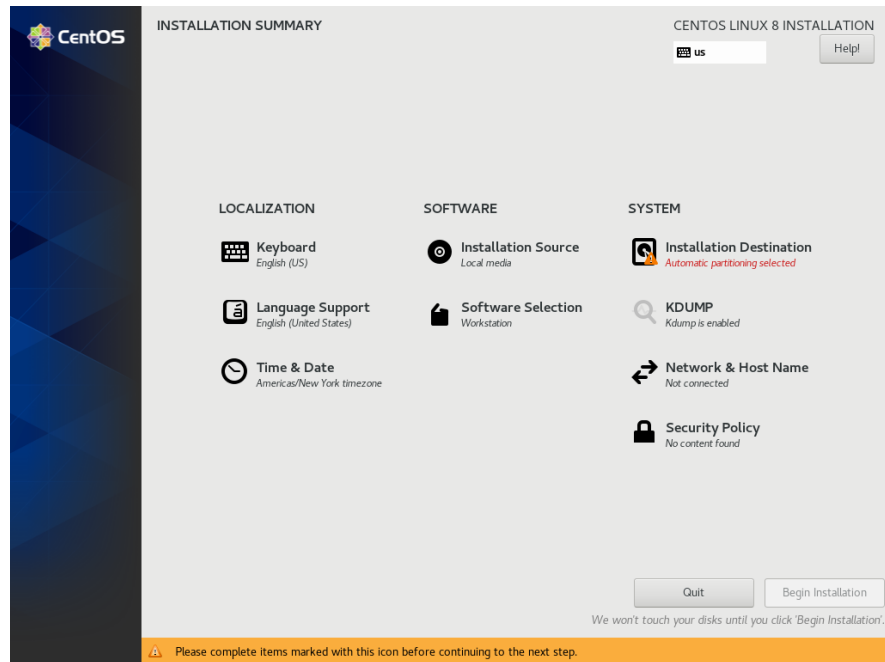 CentOS
INSTALLATION SUMMARY
CENTOS LINUX 8 INSTALLATION
us
Help!
LOCALIZATION
Keyboard
English (US)
Language Support
English (United States)
Time & Date
Americas/New York timezone
SOFTWARE
Installation Source
Local media
Software Selection
Workstation
SYSTEM
Installation Destination
Automatic partitioning selected
KDUMP
Kdump is enabled
Network & Host Name
Not connected
Security Policy
No content found
Quit
Begin Installation
We won't touch your disks until you click 'Begin Installation'.
Please complete items marked with this icon before continuing to the next step.